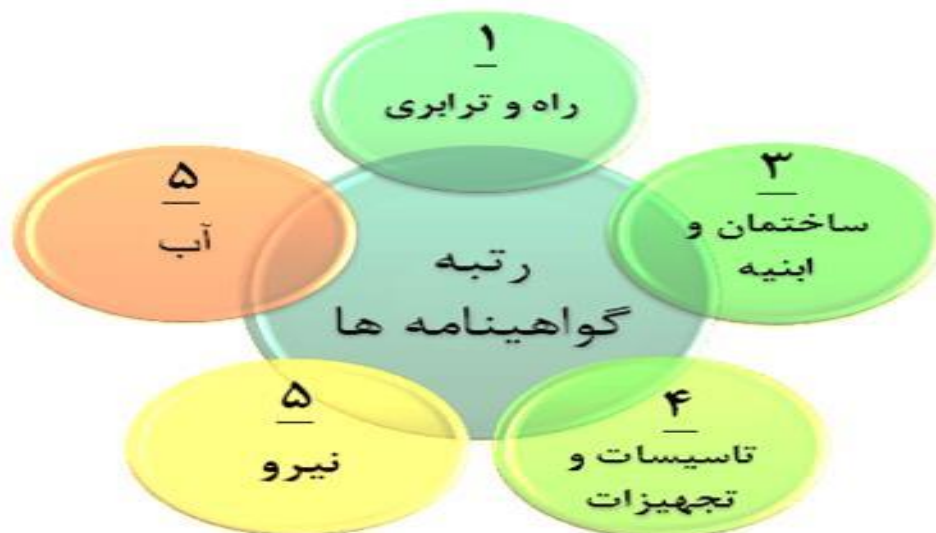 ۱
راه و ترابری
۳
ساختمان و
ابنیه
۴
تاسیسات و
تجهیزات
۵
نیرو
۵
آب
رتبه
گواهینامه ها